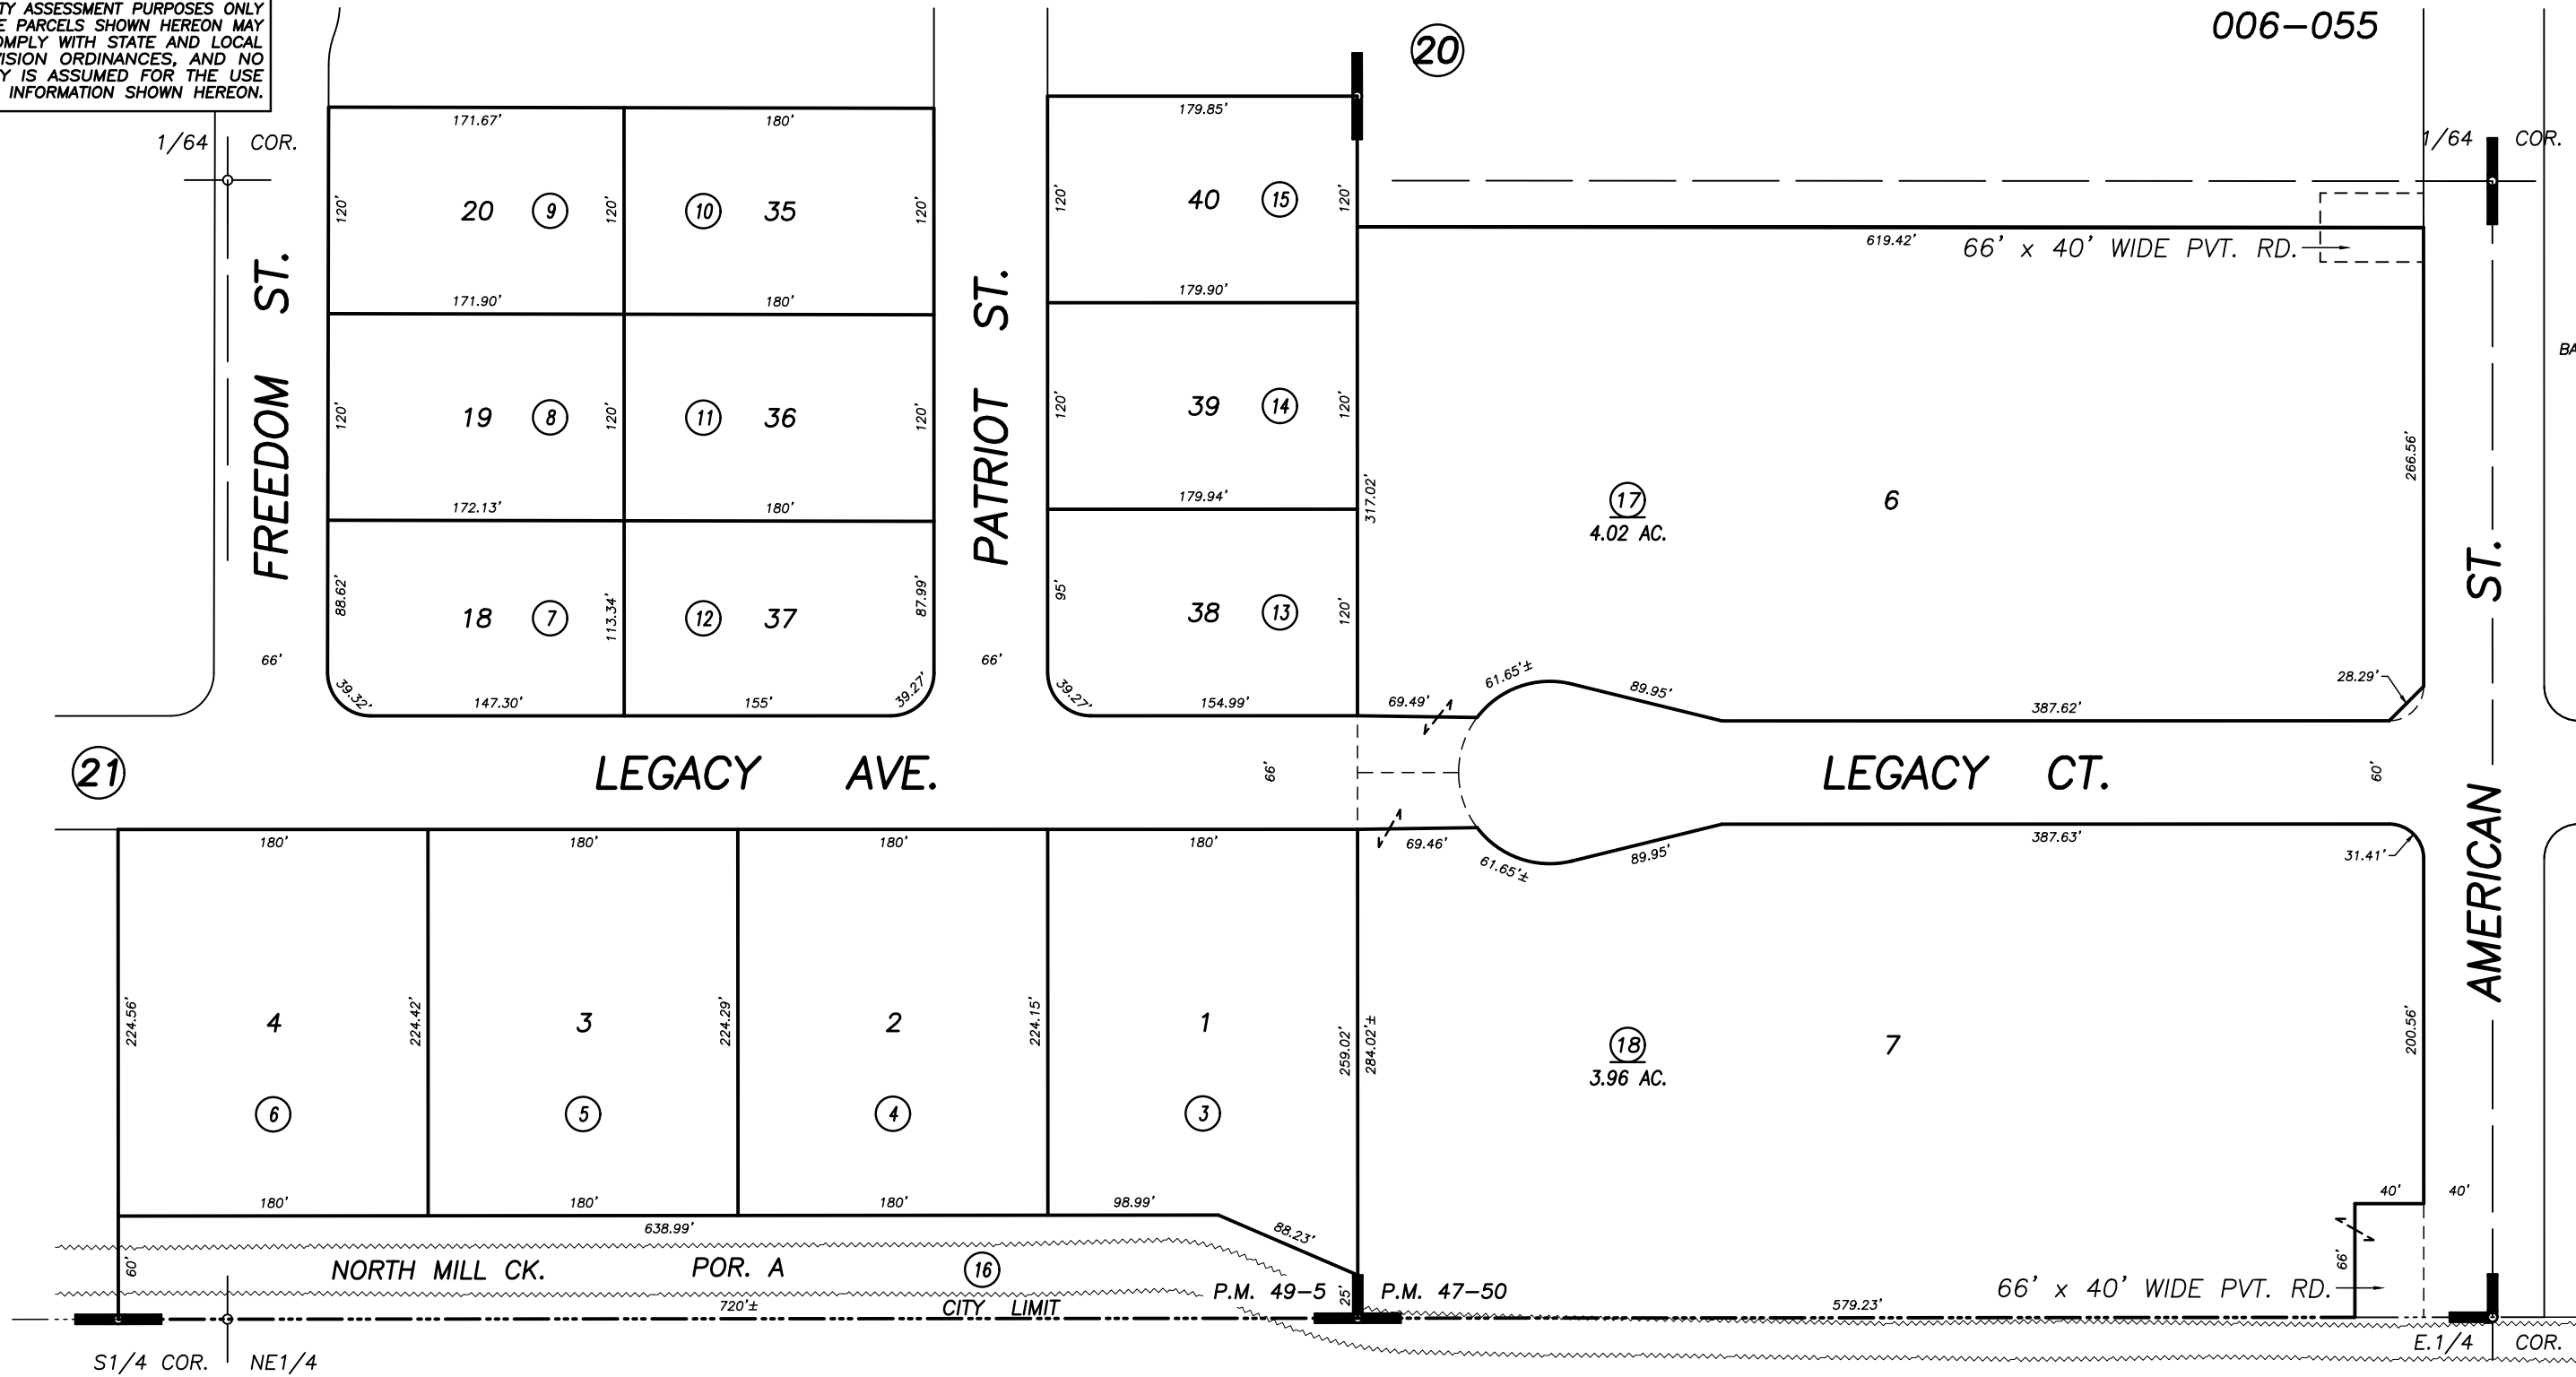 TY ASSESSMENT PURPOSES ONLY
E PARCELS SHOWN HEREON MAY
OMPLY WITH STATE AND LOCAL
VISION ORDINANCES, AND NO
Y IS ASSUMED FOR THE USE
INFORMATION SHOWN HEREON.
20
006-055
1/64 COR.
1/64 COR.
171.67' 180' 179.85'
120' 20 9 120' 10 35 120'
120' 40 15 120'
619.42' 66' x 40' WIDE PVT. RD.
171.90' 180' 179.90'
BA
120' 19 8 120' 11 36 120'
120' 39 14 120'
266.56'
172.13' 180' 179.94'
317.02'
17 6
4.02 AC.
FREEDOM ST.
PATRIOT ST.
AMERICAN ST.
88.62' 18 7 113.34' 12 37 87.99'
95' 38 13 120'
66' 66'
39.32' 147.30' 155' 39.27'
39.27' 154.99' 69.49' 61.65'± 89.95' 387.62' 28.29'
21 LEGACY AVE. 66' LEGACY CT. 60'
180' 180' 180' 180' 69.46' 61.65'± 89.95' 387.63' 31.41'
224.56' 4 224.42' 3 224.29' 2 224.15' 1 259.02' 284.02'±
18 7 200.56'
3.96 AC.
6 5 4 3
180' 180' 180' 98.99' 40' 40'
638.99' 88.23'
60' NORTH MILL CK. POR. A 16 66'
P.M. 49-5 25' P.M. 47-50 66' x 40' WIDE PVT. RD.
720'± CITY LIMIT 579.23'
S1/4 COR. NE1/4 E.1/4 COR.